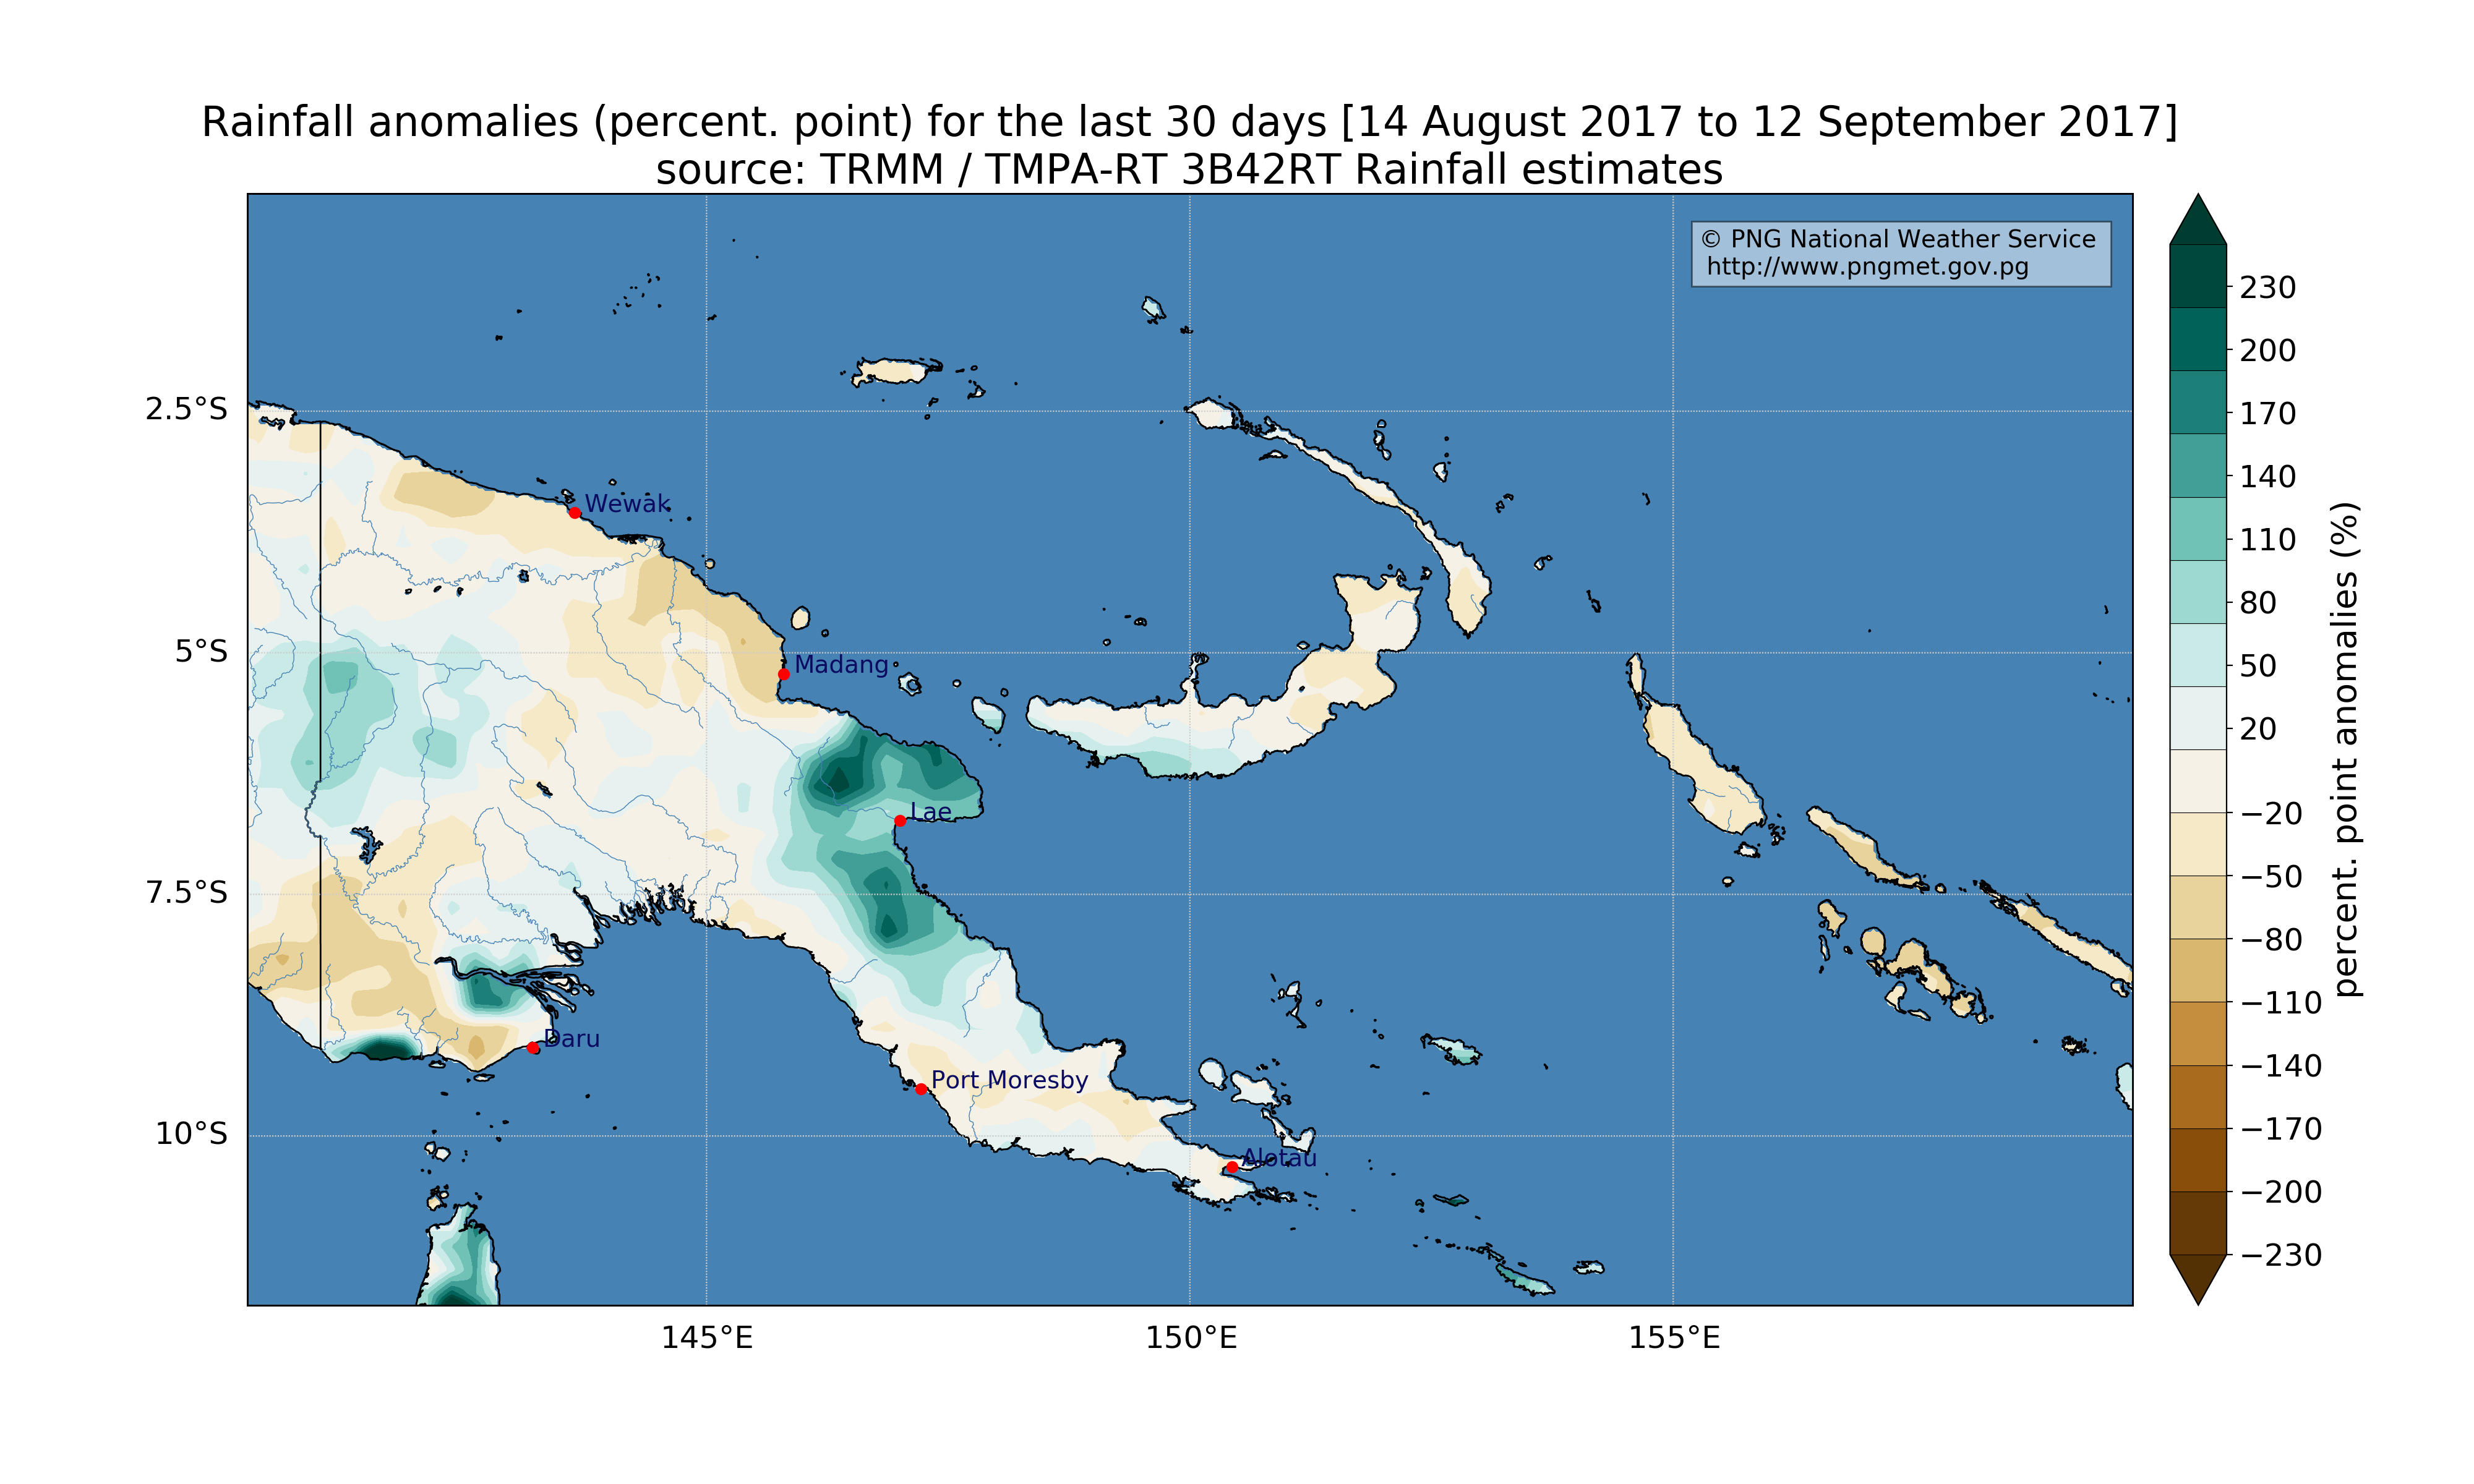 Rainfall anomalies (percent. point) for the last 30 days [14 August 2017 to 12 September 2017]
source: TRMM / TMPA-RT 3B42RT Rainfall estimates
© PNG National Weather Service
http://www.pngmet.gov.pg
2.5°S
5°S
7.5°S
10°S
145°E
150°E
155°E
Wewak
Madang
Lae
Daru
Port Moresby
Alotau
230
200
170
140
110
80
50
20
−20
−50
−80
−110
−140
−170
−200
−230
percent. point anomalies (%)